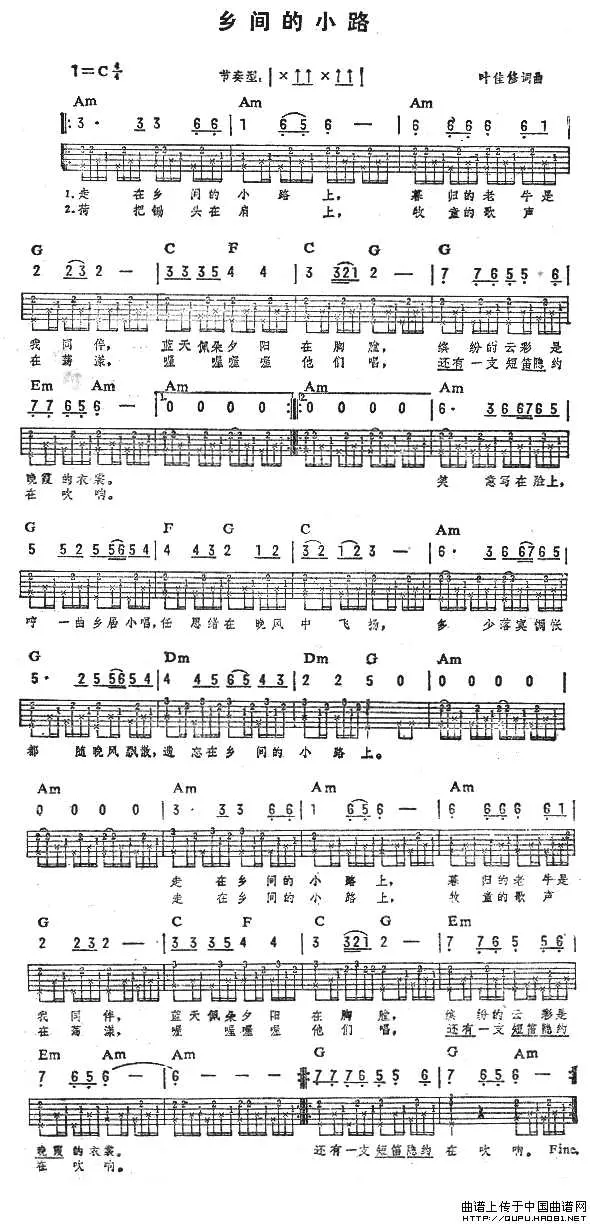 乡间的小路
1=C 4/4 节奏型: 叶佳修词曲
Am Am Am
3· 3 3 6 6 1 6 5 6 — 6 6 6 6 6 6 1
1.走 在乡 间的 小 路 上, 暮 归的老 牛是
2.荷 把锄 头在 肩 上, 牧 童的歌 声
G C F C G G
2 2 3 2 — 3 3 3 5 4 4 3 3 2 1 2 — 7 7 6 5 5 6
我 同伴, 蓝天佩朵夕 阳 在 胸 膛, 缤 纷的云彩是
在 荡漾, 喔 喔喔喔 他 们 唱, 还有一支短笛隐约
Em Am Am Am Am
7 7 6 5 6 — 1. 0 0 0 0 2. 0 0 0 0 6· 3 6 6 7 6 5
晚霞的衣裳。 笑 意写在脸上,
在吹响。
G F G C Am
5 5 2 5 5 6 5 4 4 4 5 4 3 2 1 2 3 2 1 2 3 — 6· 3 6 6 7 6 5
哼 一曲乡居小唱,任 思绪在 晚风 中 飞 扬, 多 少落寞惆怅
G Dm Dm G Am
5· 2 5 5 6 5 4 4 4 5 6 5 4 3 2 2 5 0 0 0 0 0
都 随晚风飘散,遗 忘在乡 间的 小 路 上。
Am Am Am Am
0 0 0 0 3· 3 3 6 6 1 6 5 6 — 6 6 6 6 6 6 1
走 在乡 间的 小 路 上, 暮 归的老 牛是
走 在乡 间的 小 路 上, 牧 童的歌 声
G C F C G Em
2 2 3 2 — 3 3 3 5 4 4 3 3 2 1 2 — 7 7 6 5 5 6
我 同伴, 蓝天佩朵夕 阳 在 胸 膛, 缤 纷的云 彩是
在 荡漾, 喔 喔喔喔 他 们 唱, 还有一支短笛隐约
Em Am Am G G Am
7 6 5 6 — 6 — — — 7 7 7 6 5 5 6 7 6 5 6 —
晚霞的衣裳。 还有一支短笛隐约 在 吹 响。 Fine.
在 吹 响。
曲谱上传于中国曲谱网
HTTP://QUPU.HAO81.NET